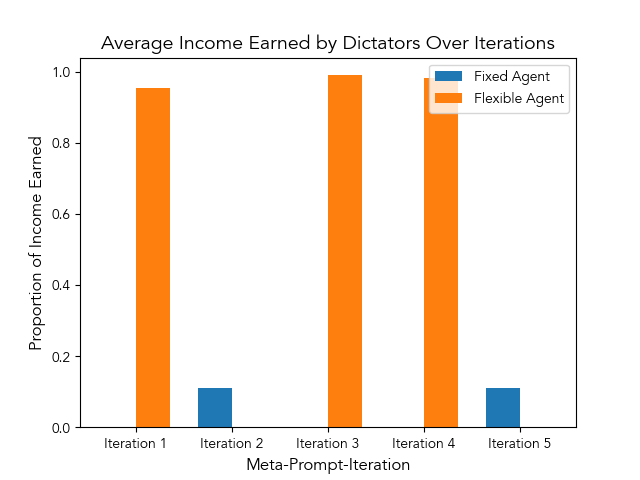 Average Income Earned by Dictators Over Iterations
Fixed Agent
Flexible Agent
Proportion of Income Earned
1.0
0.8
0.6
0.4
0.2
0.0
Iteration 1
Iteration 2
Iteration 3
Iteration 4
Iteration 5
Meta-Prompt-Iteration